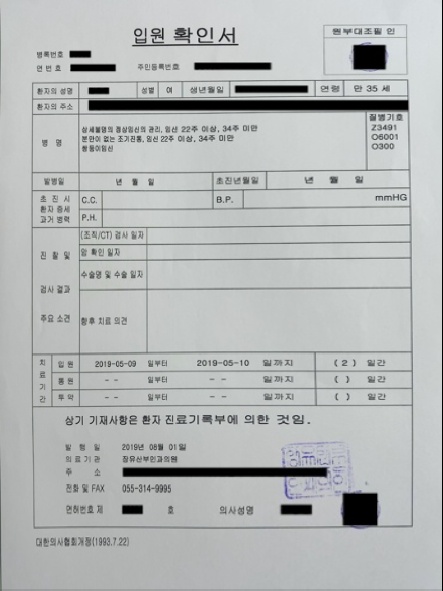 입원 확인서
원부대조필 인
병록번호
연 번 호 주민등록번호
환자의 성명 성별 여 생년월일 연령 만 35 세
환자의 주소
병 명
상세불명의 정상임신의 관리, 임신 22주 이상, 34주 미만
분만이 없는 조기진통, 임신 22주 이상, 34주 미만
쌍둥이임신
질병기호
Z3491
O6001
O300
발병일 년 월 일 초진년월일 년 월 일
초 진 시
환자 증세
과거 병력
C.C. B.P. mmHG
P.H.
진 찰 및
검사 결과
주요 소견
(조직/CT) 검사 일자
암 확인 일자
수술명 및 수술 일자
향후 치료 의견
치료기간
입 원 2019-05-09 일부터 2019-05-10 일까지 ( 2 ) 일간
통 원 - - 일부터 - - 일까지 ( ) 일간
투 약 - - 일부터 - - 일까지 ( ) 일간
상기 기재사항은 환자 진료기록부에 의한 것임.
발 행 일 2019년 08월 01일
의 료 기 관 장유산부인과의원
주 소
전화 및 FAX 055-314-9995
면허번호 제 호 의사성명
대한의사협회개정(1993.7.22)